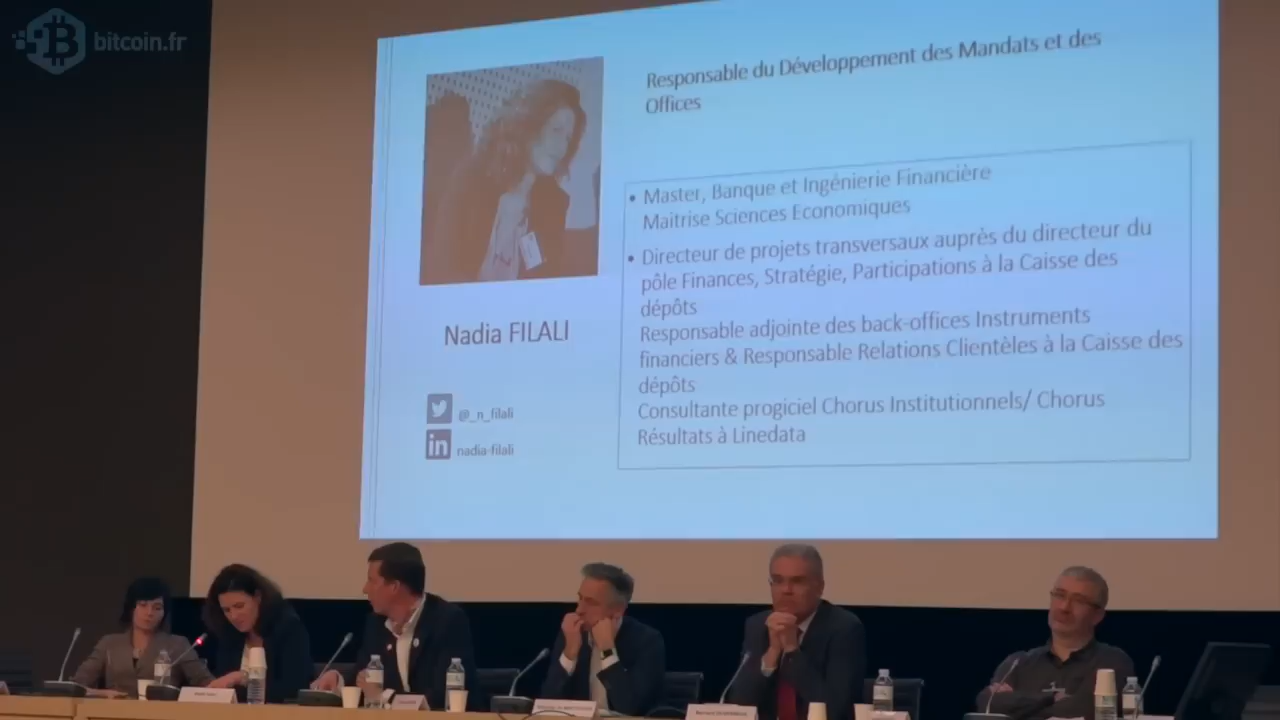 bitcoin.fr
Responsable du Développement des Mandats et des
Offices
• Master, Banque et Ingénierie Financière
Maitrise Sciences Economiques
• Directeur de projets transversaux auprès du directeur du
pôle Finances, Stratégie, Participations à la Caisse des
dépôts
Responsable adjointe des back-offices Instruments
financiers & Responsable Relations Clientèles à la Caisse des
dépôts
Consultante progiciel Chorus Institutionnels/ Chorus
Résultats à Linedata
Nadia FILALI
@_n_filali
in
nadia-filali